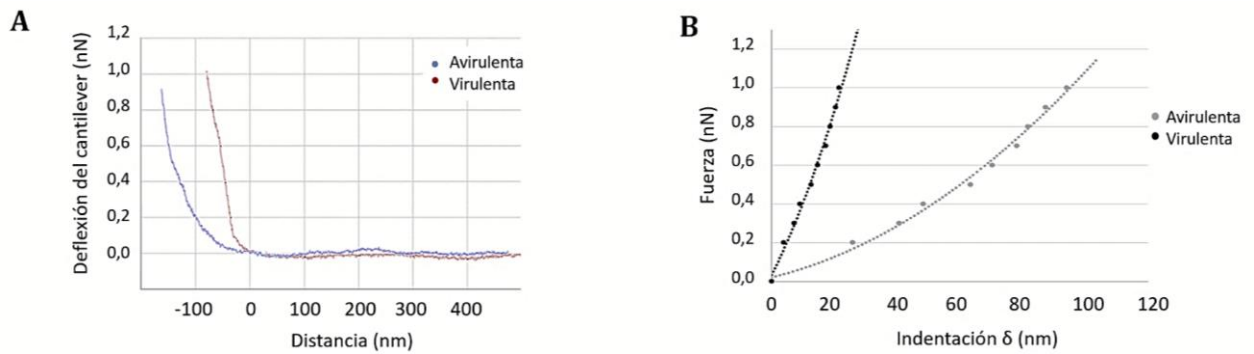 A
Deflexión del cantilever (nN)
1,2
1,0
0,8
0,6
0,4
0,2
0,0
-100 0 100 200 300 400
Distancia (nm)
Avirulenta
Virulenta
B
Fuerza (nN)
1,2
1,0
0,8
0,6
0,4
0,2
0,0
0 20 40 60 80 100 120
Indentación δ (nm)
Avirulenta
Virulenta